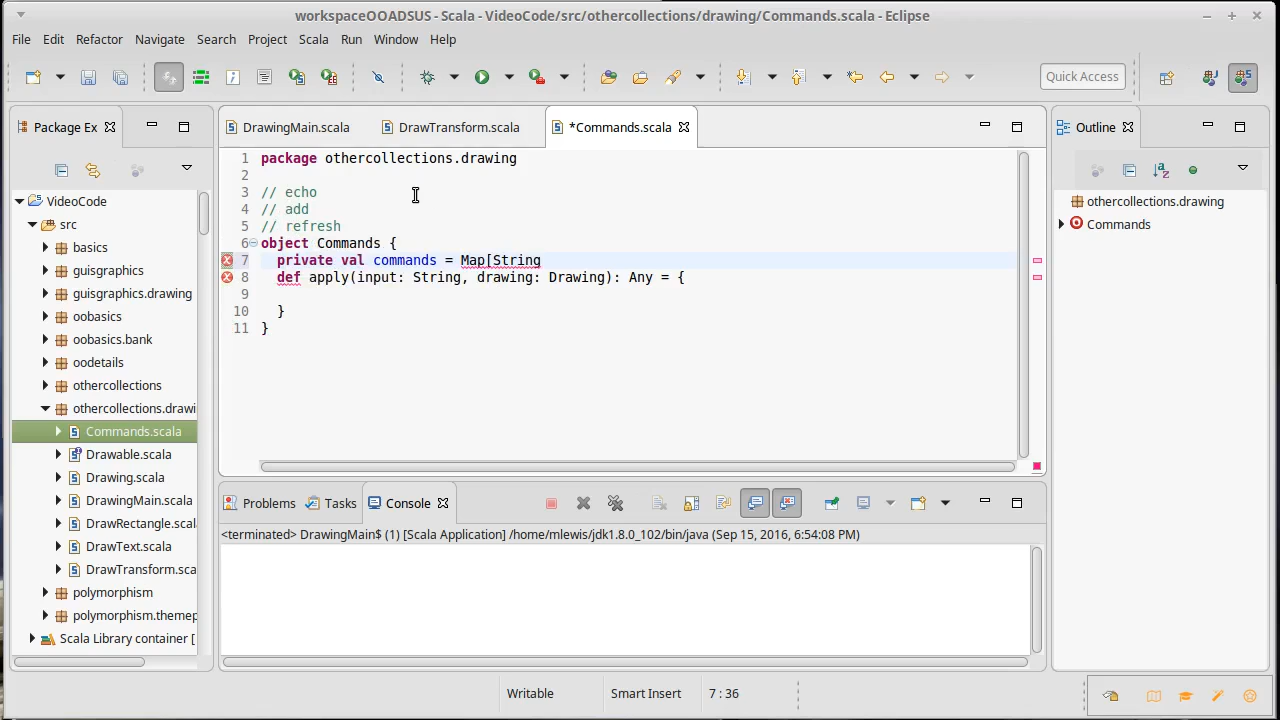 workspaceOOADSUS - Scala - VideoCode/src/othercollections/drawing/Commands.scala - Eclipse
File Edit Refactor Navigate Search Project Scala Run Window Help
Quick Access
Package Ex
DrawingMain.scala
DrawTransform.scala
*Commands.scala
Outline
VideoCode
src
basics
guisgraphics
guisgraphics.drawing
oobasics
oobasics.bank
oodetails
othercollections
othercollections.drawi
Commands.scala
Drawable.scala
Drawing.scala
DrawingMain.scala
DrawRectangle.scal
DrawText.scala
DrawTransform.sca
polymorphism
polymorphism.themep
Scala Library container [
1 package othercollections.drawing
2
3 // echo
4 // add
5 // refresh
6 object Commands {
7 private val commands = Map[String
8 def apply(input: String, drawing: Drawing): Any = {
9
10 }
11 }
othercollections.drawing
Commands
Problems Tasks Console
<terminated> DrawingMain$ (1) [Scala Application] /home/mlewis/jdk1.8.0_102/bin/java (Sep 15, 2016, 6:54:08 PM)
Writable Smart Insert 7 : 36